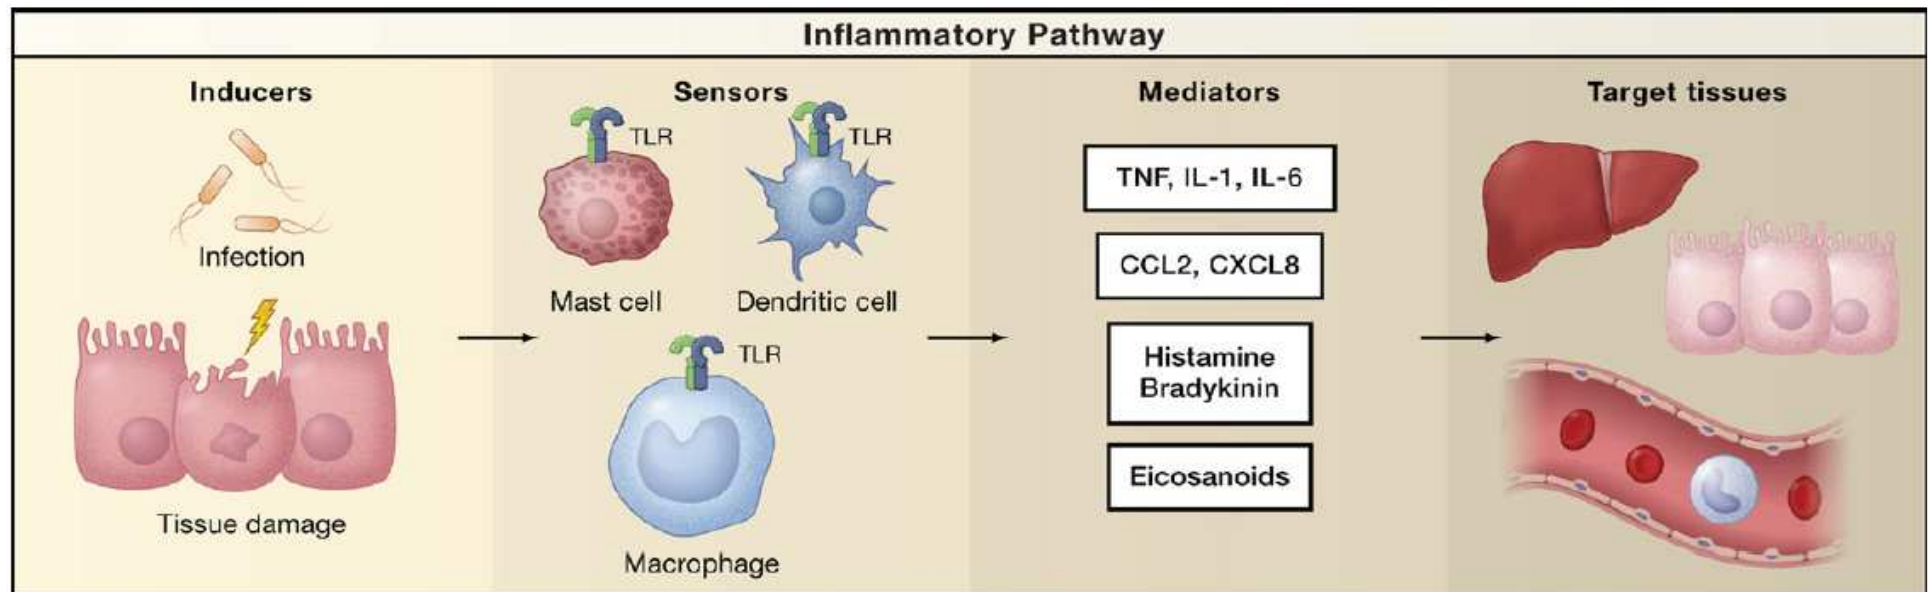 Inflammatory Pathway
Inducers
Infection
Tissue damage
Sensors
TLR
TLR
Mast cell
Dendritic cell
TLR
Macrophage
Mediators
TNF, IL-1, IL-6
CCL2, CXCL8
Histamine
Bradykinin
Eicosanoids
Target tissues